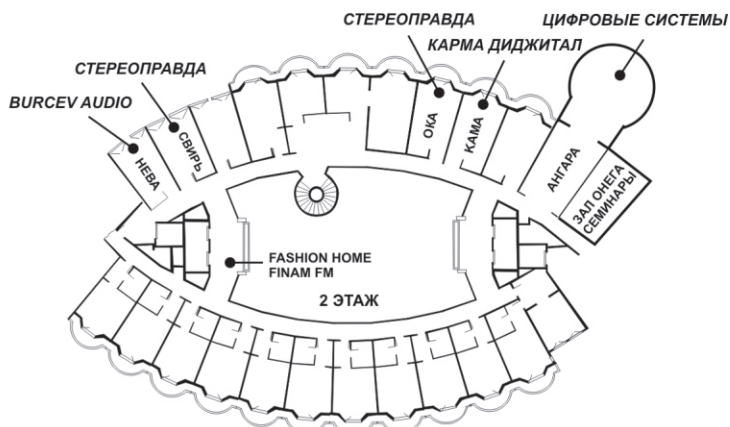 СТЕРЕОПРАВДА
ЦИФРОВЫЕ СИСТЕМЫ
КАРМА ДИДЖИТАЛ
СТЕРЕОПРАВДА
BURCEV AUDIO
НЕВА
СВИРЬ
ОКА
КАМА
АНГАРА
ЗАЛ ОНЕГА
СЕМИНАРЫ
FASHION HOME
FINAM FM
2 ЭТАЖ